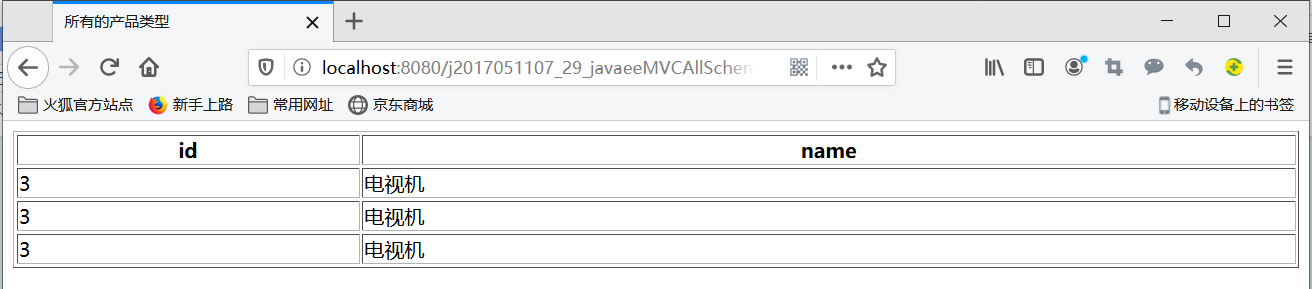 所有的产品类型
localhost:8080/j2017051107_29_javaeeMVCAllSchem
火狐官方站点 新手上路 常用网址 京东商城 移动设备上的书签
id name
3 电视机
3 电视机
3 电视机